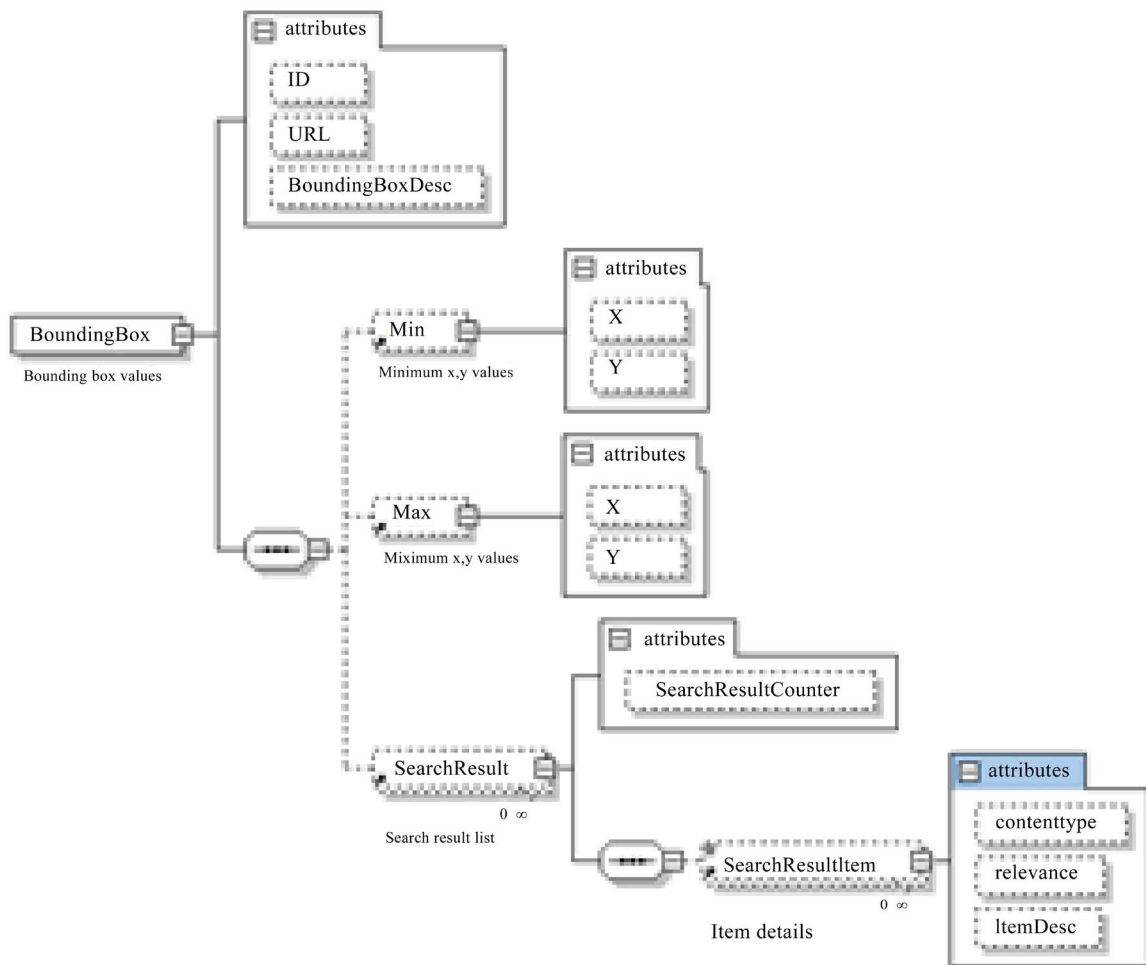 attributes
ID
URL
BoundingBoxDesc
BoundingBox
Bounding box values
Min
Minimum x,y values
attributes
X
Y
Max
Miximum x,y values
attributes
X
Y
attributes
SearchResultCounter
SearchResult
0 ∞
Search result list
SearchResultItem
0 ∞
Item details
attributes
contenttype
relevance
ltemDesc